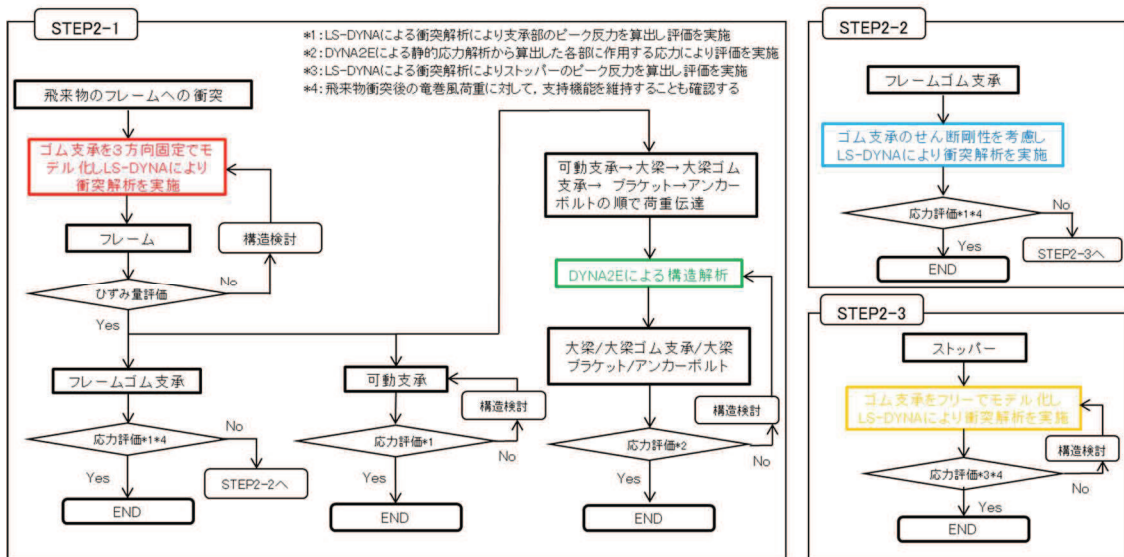 STEP2-1
*1:LS-DYNAによる衝突解析により支承部のピーク反力を算出し評価を実施
*2:DYNA2Eによる静的応力解析から算出した各部に作用する応力により評価を実施
*3:LS-DYNAによる衝突解析によりストッパーのピーク反力を算出し評価を実施
*4:飛来物衝突後の竜巻風荷重に対して,支持機能を維持することも確認する
飛来物のフレームへの衝突
ゴム支承を3方向固定でモ
デル化しLS-DYNAにより
衝突解析を実施
フレーム
構造検討
ひずみ量評価
No
Yes
フレームゴム支承
応力評価*1*4
No
Yes
STEP2-2へ
END
可動支承
構造検討
応力評価*1
No
Yes
END
可動支承→大梁→大梁ゴム
支承→ ブラケット→アンカー
ボルトの順で荷重伝達
DYNA2Eによる構造解析
大梁/大梁ゴム支承/大梁
ブラケット/アンカーボルト
構造検討
応力評価*2
No
Yes
END
STEP2-2
フレームゴム支承
ゴム支承のせん断剛性を考慮し
LS-DYNAにより衝突解析を実施
応力評価*1*4
No
Yes
STEP2-3へ
END
STEP2-3
ストッパー
ゴム支承をフリーでモデル化し
LS-DYNAにより衝突解析を実施
構造検討
応力評価*3*4
No
Yes
END